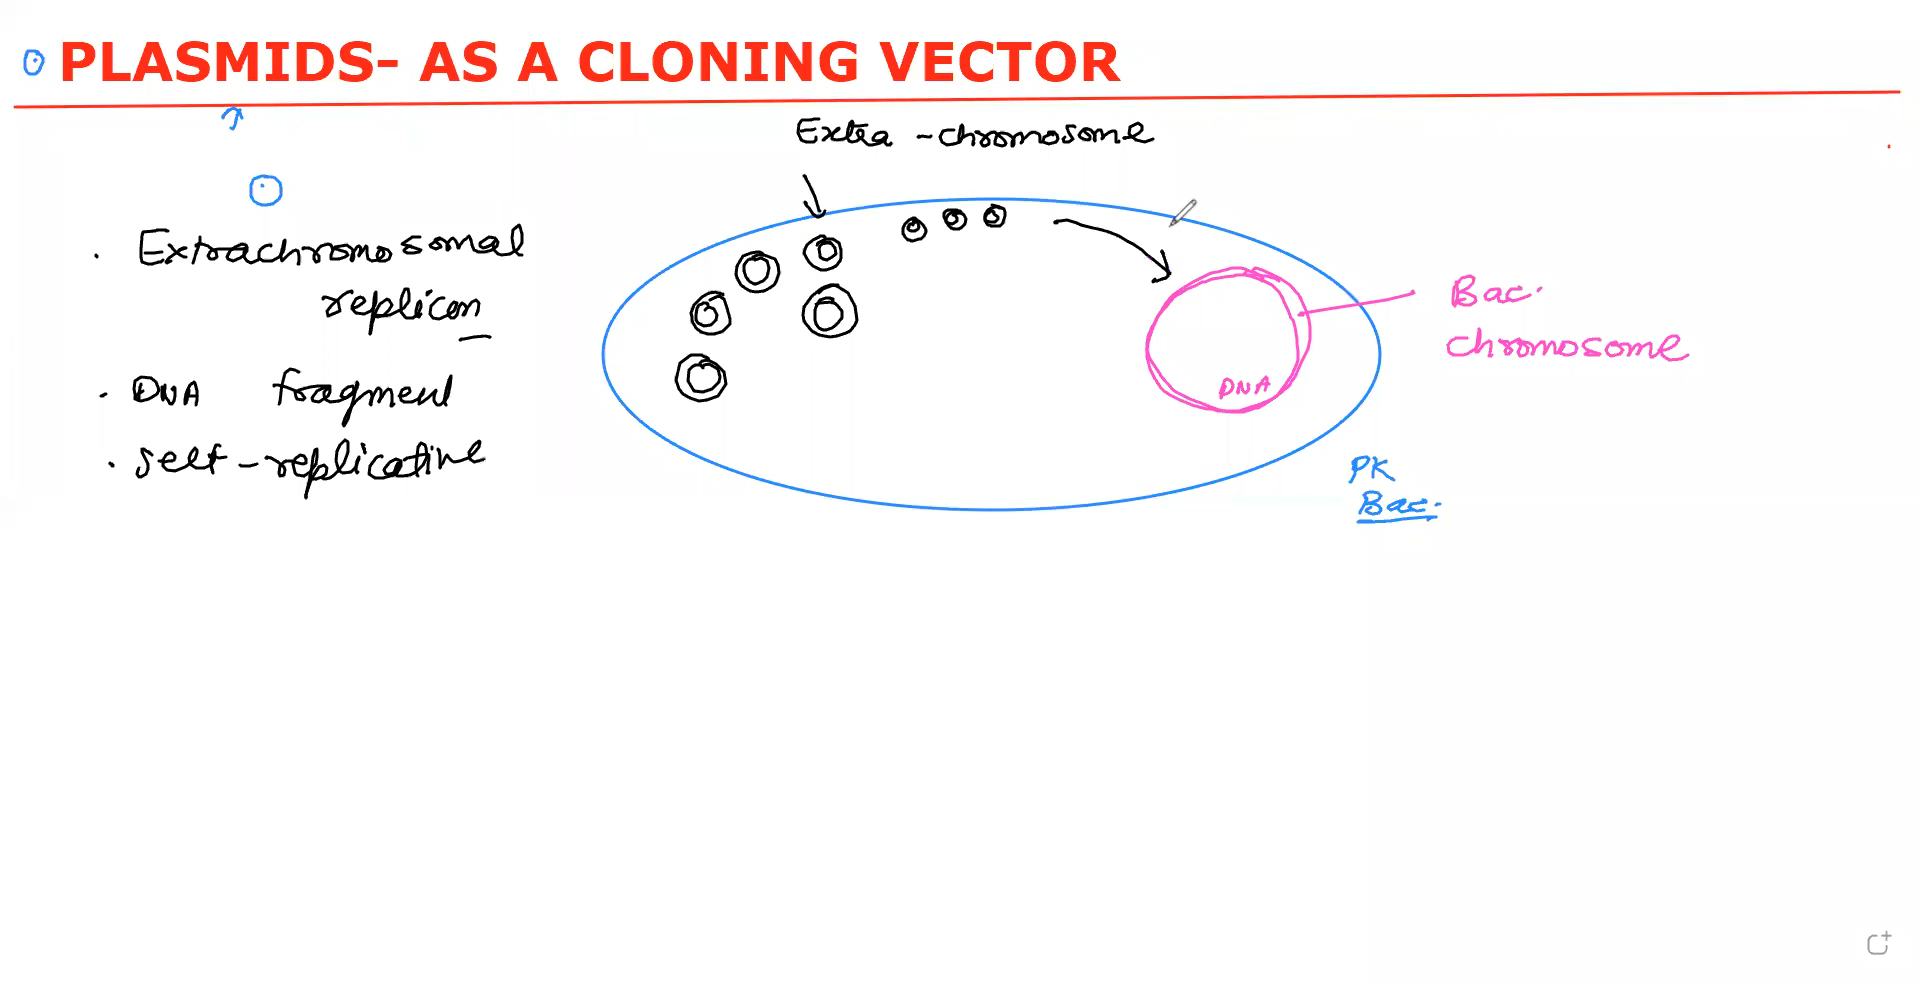 PLASMIDS- AS A CLONING VECTOR
Extra - chromosome
. Extrachromosomal
replicon
. DNA fragment
. self - replicative
DNA
Bac.
chromosome
PK
Bac.